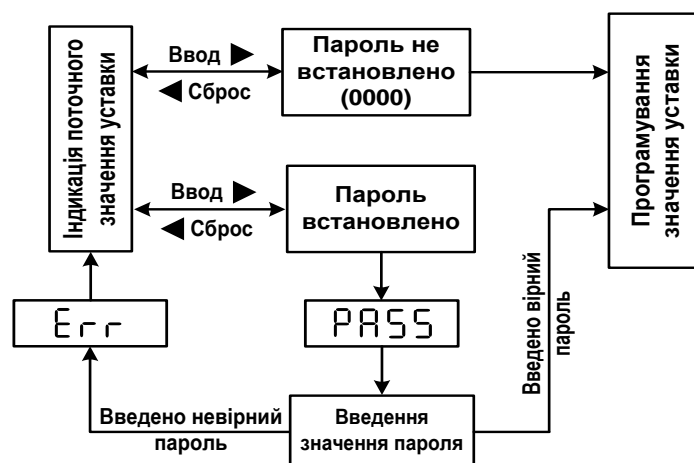 Індикація поточного
значення уставки
Ввод ▶
◀ Сброс
Пароль не
встановлено
(0000)
Програмування
значення уставки
Ввод ▶
◀ Сброс
Пароль
встановлено
Err
PASS
Введено вірний
пароль
Введено невірний
пароль
Введення
значення пароля